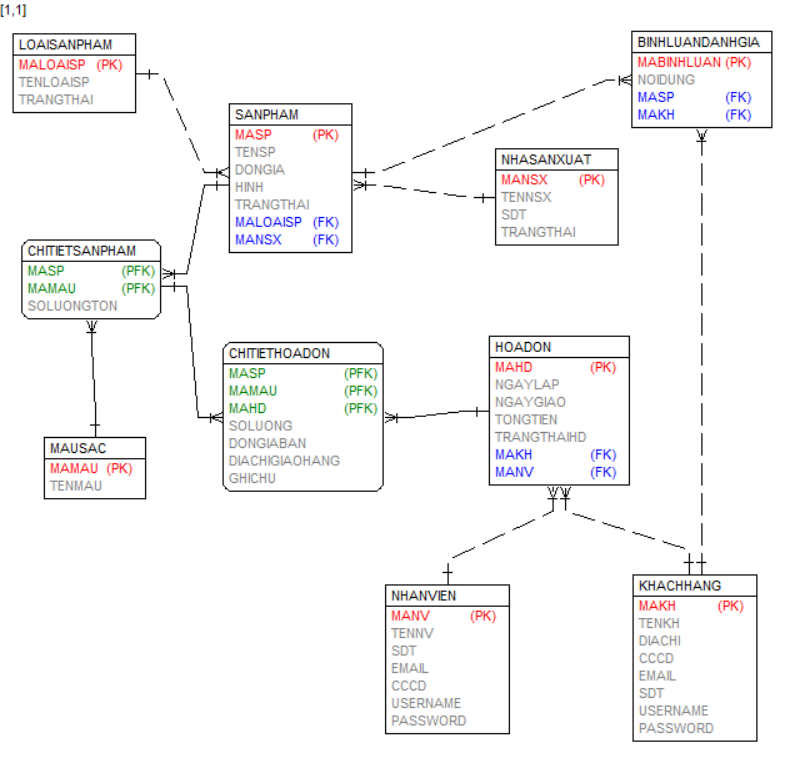 [1,1]
LOAISANPHAM
MALOAISP (PK)
TENLOAISP
TRANGTHAI
SANPHAM
MASP (PK)
TENSP
DONGIA
HINH
TRANGTHAI
MALOAISP (FK)
MANSX (FK)
BINHLUANDANHGIA
MABINHLUAN (PK)
NOIDUNG
MASP (FK)
MAKH (FK)
NHASANXUAT
MANSX (PK)
TENNSX
SDT
TRANGTHAI
CHITIETSANPHAM
MASP (PFK)
MAMAU (PFK)
SOLUONGTON
CHITIETHOADON
MASP (PFK)
MAMAU (PFK)
MAHD (PFK)
SOLUONG
DONGIABAN
DIACHIGIAOHANG
GHICHU
HOADON
MAHD (PK)
NGAYLAP
NGAYGIAO
TONGTIEN
TRANGTHAIHD
MAKH (FK)
MANV (FK)
MAUSAC
MAMAU (PK)
TENMAU
NHANVIEN
MANV (PK)
TENNV
SDT
EMAIL
CCCD
USERNAME
PASSWORD
KHACHHANG
MAKH (PK)
TENKH
DIACHI
CCCD
EMAIL
SDT
USERNAME
PASSWORD